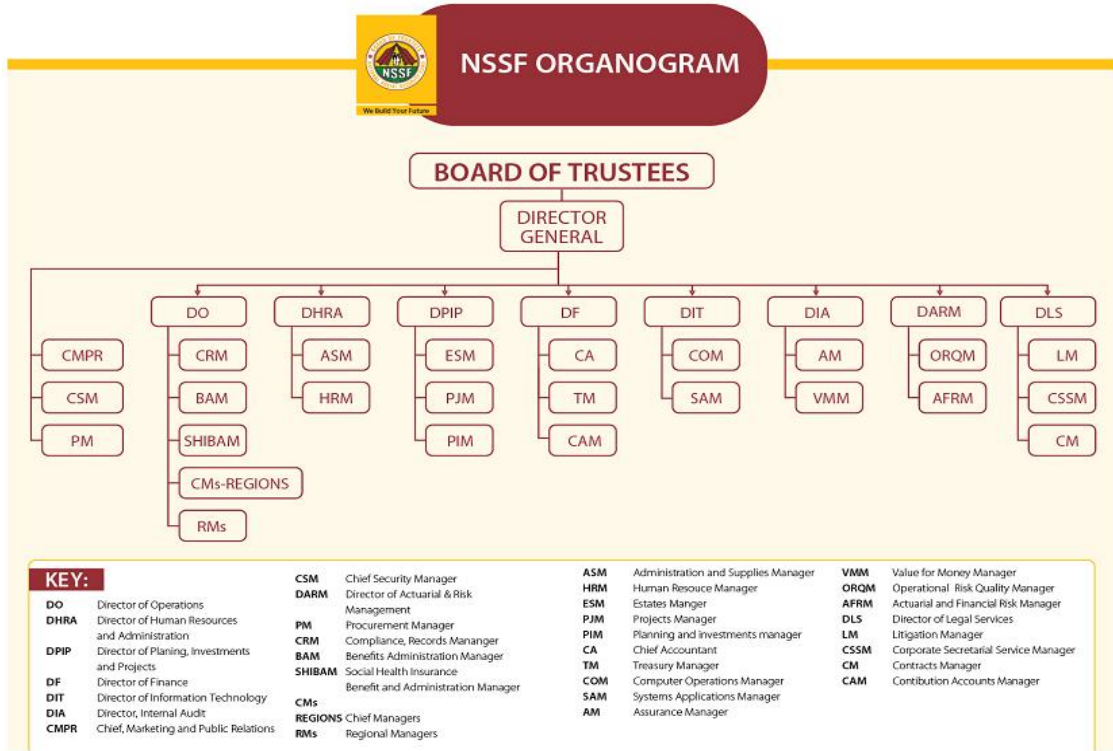 NSSF
We Build Your Future
NSSF ORGANOGRAM
BOARD OF TRUSTEES
DIRECTOR
GENERAL
DO
DHRA
DPIP
DF
DIT
DIA
DARM
DLS
CMPR
CRM
ASM
ESM
CA
COM
AM
ORQM
LM
CSM
BAM
HRM
PJM
TM
SAM
VMM
AFRM
CSSM
PM
SHIBAM
PIM
CAM
CM
CMs-REGIONS
RMs
KEY:
DO Director of Operations
DHRA Director of Human Resources
and Administration
DPIP Director of Planing, Investments
and Projects
DF Director of Finance
DIT Director of Information Technology
DIA Director, Internal Audit
CMPR Chief, Marketing and Public Relations
CSM Chief Security Manager
DARM Director of Actuarial & Risk
Management
PM Procurement Manager
CRM Compliance, Records Mananger
BAM Benefits Administration Manager
SHIBAM Social Health Insurance
Benefit and Administration Manager
CMs
REGIONS Chief Managers
RMs Regional Managers
ASM Administration and Supplies Manager
HRM Human Resouce Manager
ESM Estates Manger
PJM Projects Manager
PIM Planning and investments manager
CA Chief Accountant
TM Treasury Manager
COM Computer Operations Manager
SAM Systems Applications Manager
AM Assurance Manager
VMM Value for Money Manager
ORQM Operational Risk Quality Manager
AFRM Actuarial and Financial Risk Manager
DLS Director of Legal Services
LM Litigation Manager
CSSM Corporate Secretarial Service Manager
CM Contracts Manager
CAM Contibution Accounts Manager